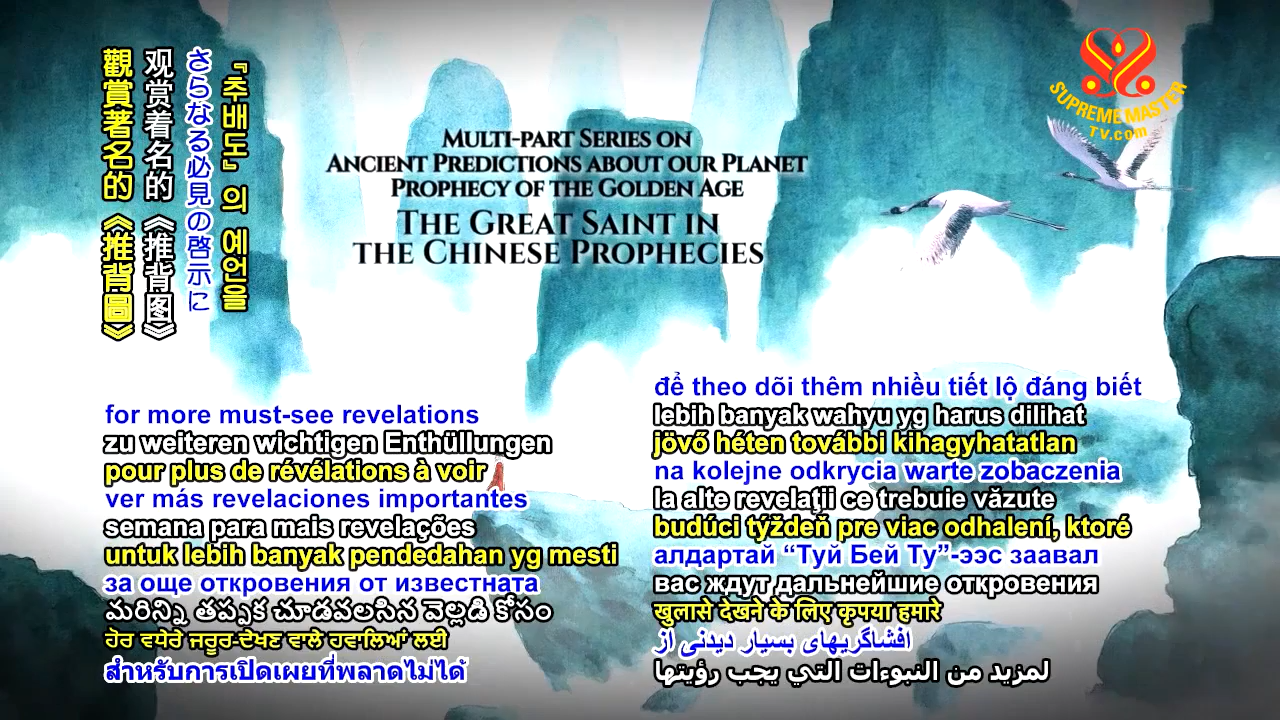 觀賞著名的《推背圖》
观赏着名的《推背图》
さらなる必見の啓示に
『추배도』의 예언을
MULTI-PART SERIES ON
ANCIENT PREDICTIONS ABOUT OUR PLANET
PROPHECY OF THE GOLDEN AGE
THE GREAT SAINT IN
THE CHINESE PROPHECIES
SUPREME MASTER
TV.com
for more must-see revelations
zu weiteren wichtigen Enthüllungen
pour plus de révélations à voir
ver más revelaciones importantes
semana para mais revelações
untuk lebih banyak pendedahan yg mesti
за още откровения от известната
మరిన్ని తప్పక చూడవలసిన వెల్లడి కోసం
ਹੋਰ ਵਧੇਰੇ ਜਰੂਰ-ਦੇਖਣ ਵਾਲੇ ਹਵਾਲਿਆਂ ਲਈ
สำหรับการเปิดเผยที่พลาดไม่ได้
để theo dõi thêm nhiều tiết lộ đáng biết
lebih banyak wahyu yg harus dilihat
jövő héten további kihagyhatatlan
na kolejne odkrycia warte zobaczenia
la alte revelaţii ce trebuie văzute
budúci týždeň pre viac odhalení, ktoré
алдартай “Туй Бей Ту”-ээс заавал
вас ждут дальнейшие откровения
खुलासे देखने के लिए कृपया हमारे
افشاگریهای بسیار دیدنی از
لمزيد من النبوءات التي يجب رؤيتها